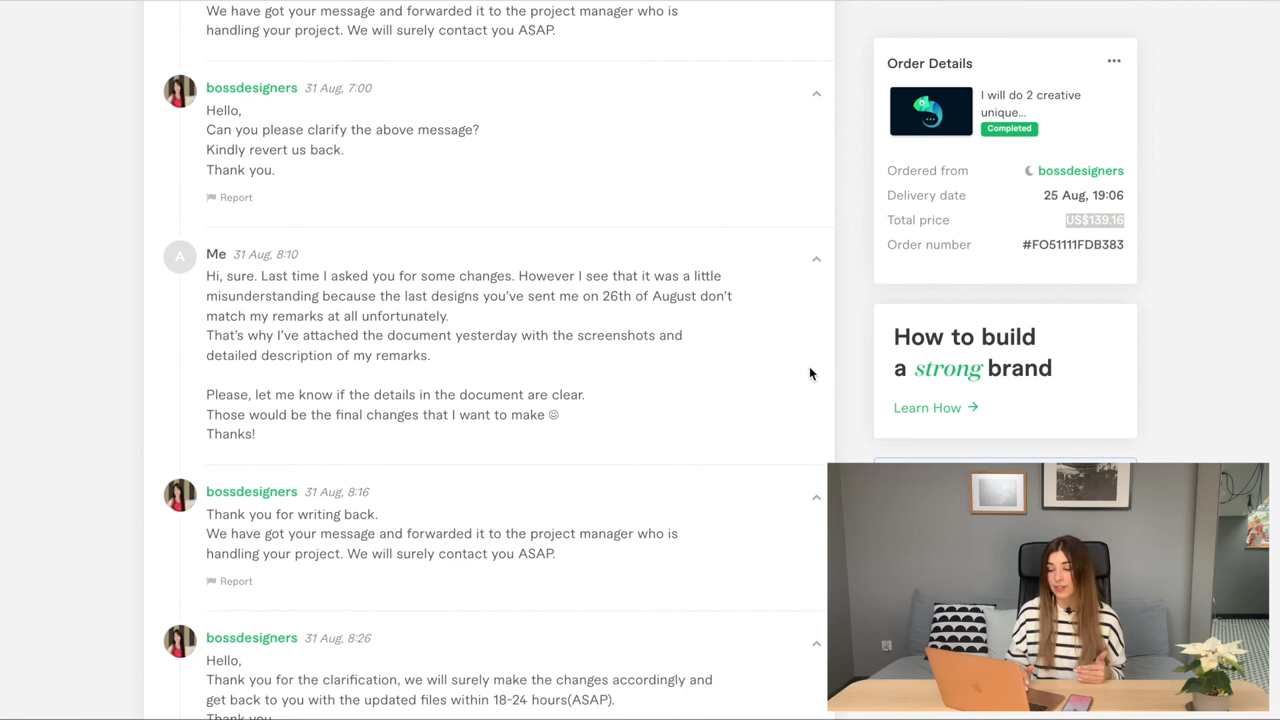 We have got your message and forwarded it to the project manager who is
handling your project. We will surely contact you ASAP.
bossdesigners 31 Aug, 7:00
Hello,
Can you please clarify the above message?
Kindly revert us back.
Thank you.
Report
A
Me 31 Aug, 8:10
Hi, sure. Last time I asked you for some changes. However I see that it was a little
misunderstanding because the last designs you've sent me on 26th of August don't
match my remarks at all unfortunately.
That's why I've attached the document yesterday with the screenshots and
detailed description of my remarks.
Please, let me know if the details in the document are clear.
Those would be the final changes that I want to make ☺
Thanks!
bossdesigners 31 Aug, 8:16
Thank you for writing back.
We have got your message and forwarded it to the project manager who is
handling your project. We will surely contact you ASAP.
Report
bossdesigners 31 Aug, 8:26
Hello,
Thank you for the clarification, we will surely make the changes accordingly and
get back to you with the updated files within 18-24 hours(ASAP).
Thank you
Order Details
I will do 2 creative
unique...
Completed
Ordered from bossdesigners
Delivery date 25 Aug, 19:06
Total price US$139.16
Order number #FO51111FDB383
How to build
a strong brand
Learn How →